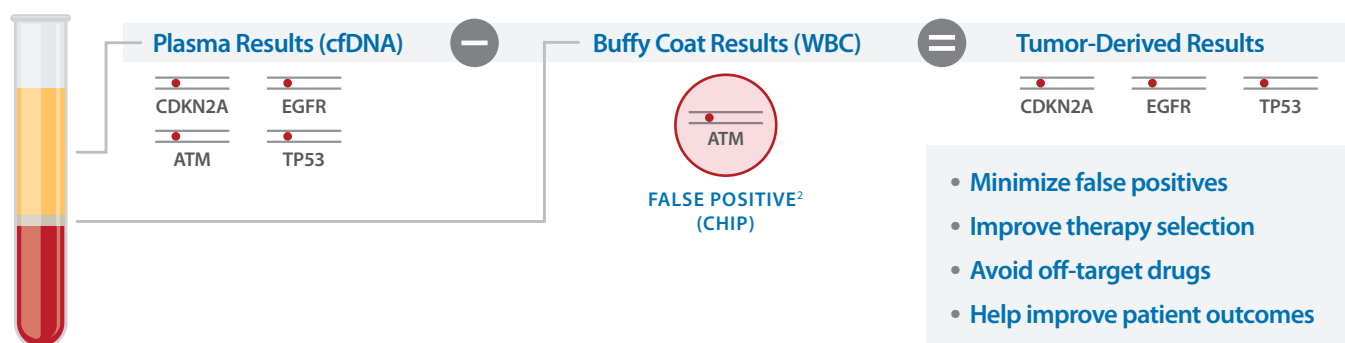 Plasma Results (cfDNA) − Buffy Coat Results (WBC) = Tumor-Derived Results
CDKN2A EGFR
ATM TP53
ATM
FALSE POSITIVE²
(CHIP)
CDKN2A EGFR TP53
• Minimize false positives
• Improve therapy selection
• Avoid off-target drugs
• Help improve patient outcomes